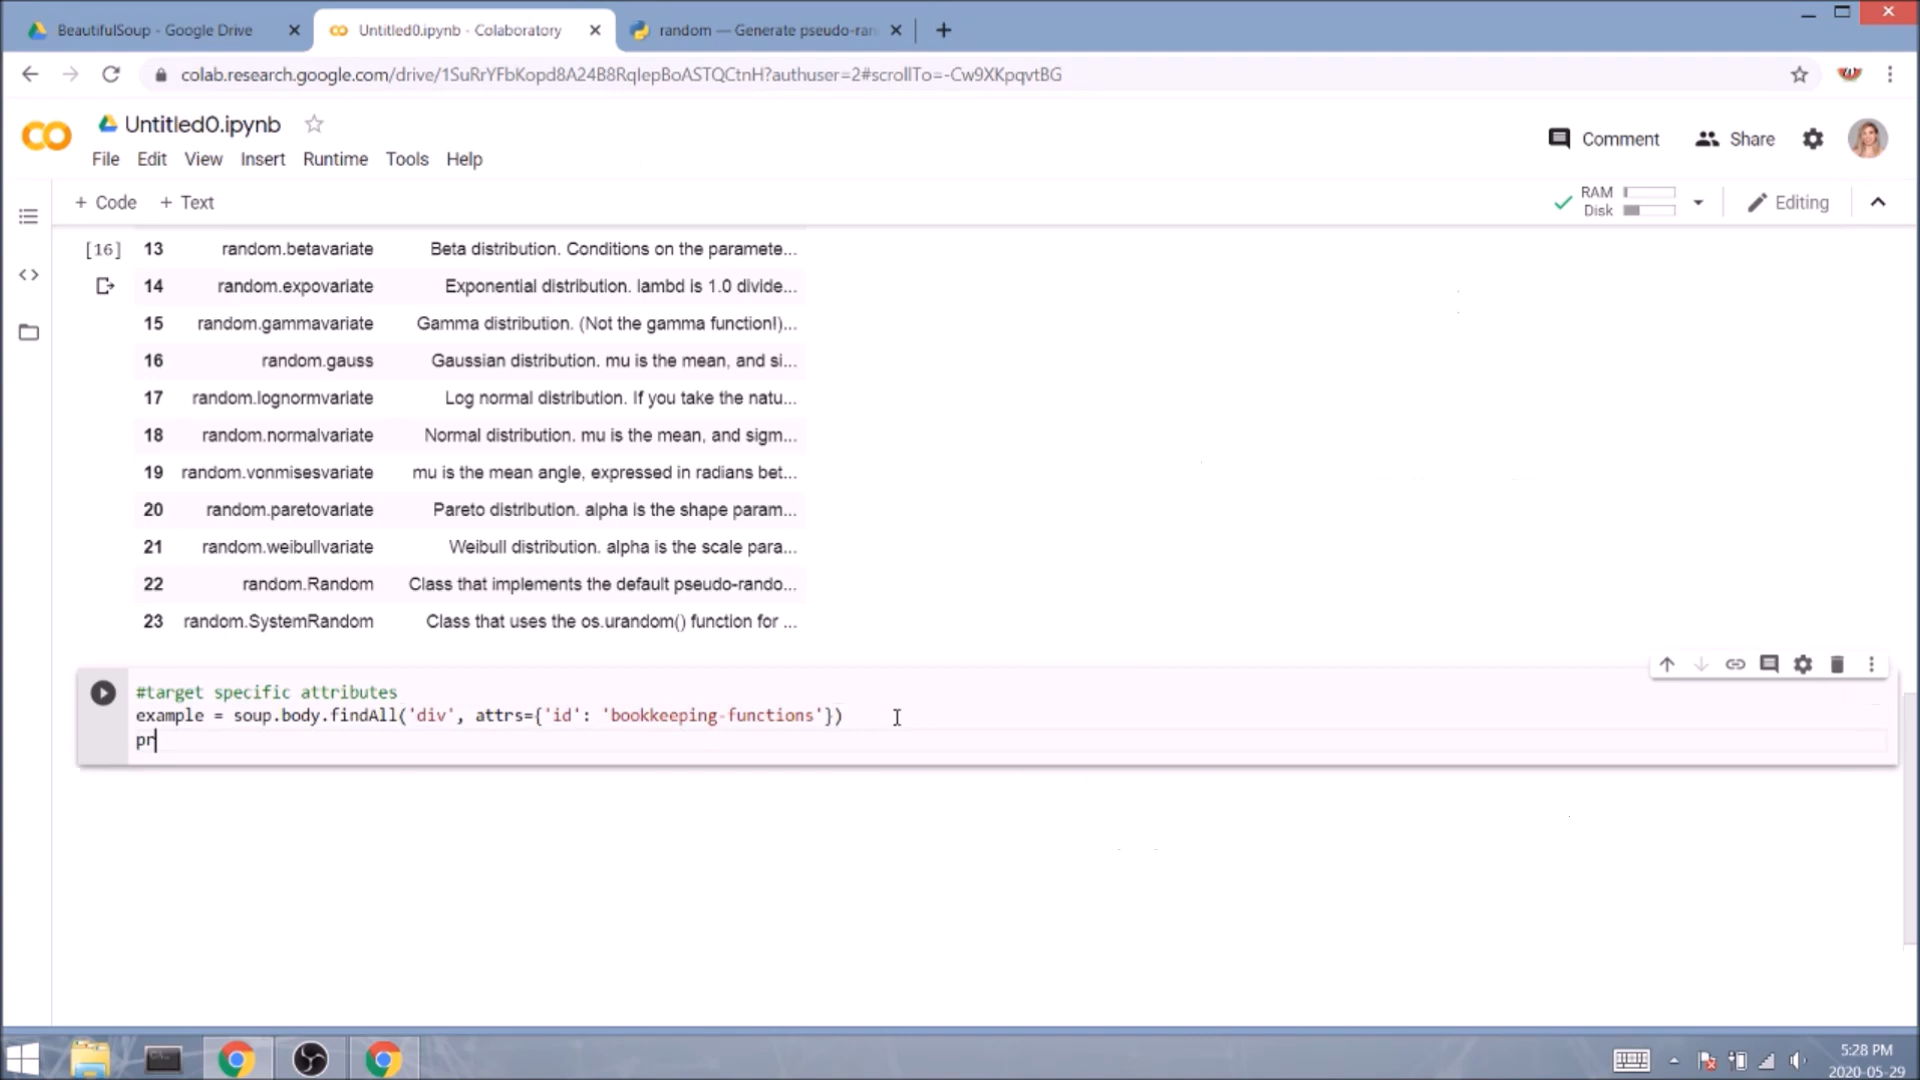 BeautifulSoup - Google Drive
Untitled0.ipynb - Colaboratory
random — Generate pseudo-ran
colab.research.google.com/drive/1SuRrYFbKopd8A24B8RqlepBoASTQCtnH?authuser=2#scrollTo=-Cw9XKpqvtBG
Untitled0.ipynb
Comment
Share
File Edit View Insert Runtime Tools Help
+ Code + Text
RAM
Disk
Editing
[16] 13 random.betavariate Beta distribution. Conditions on the paramete...
14 random.expovariate Exponential distribution. lambd is 1.0 divide...
15 random.gammavariate Gamma distribution. (Not the gamma function!)...
16 random.gauss Gaussian distribution. mu is the mean, and si...
17 random.lognormvariate Log normal distribution. If you take the natu...
18 random.normalvariate Normal distribution. mu is the mean, and sigm...
19 random.vonmisesvariate mu is the mean angle, expressed in radians bet...
20 random.paretovariate Pareto distribution. alpha is the shape param...
21 random.weibullvariate Weibull distribution. alpha is the scale para...
22 random.Random Class that implements the default pseudo-rando...
23 random.SystemRandom Class that uses the os.urandom() function for ...
#target specific attributes
example = soup.body.findAll('div', attrs={'id': 'bookkeeping-functions'})
pr
5:28 PM
2020-05-29